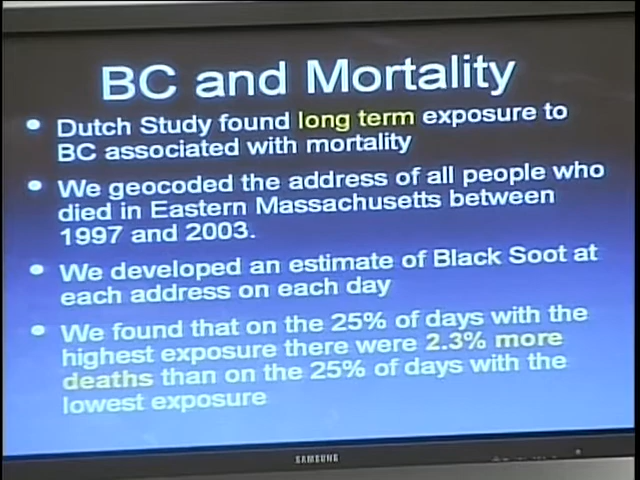 BC and Mortality
• Dutch Study found long term exposure to
BC associated with mortality
• We geocoded the address of all people who
died in Eastern Massachusetts between
1997 and 2003.
• We developed an estimate of Black Soot at
each address on each day
• We found that on the 25% of days with the
highest exposure there were 2.3% more
deaths than on the 25% of days with the
lowest exposure
SAMSUNG